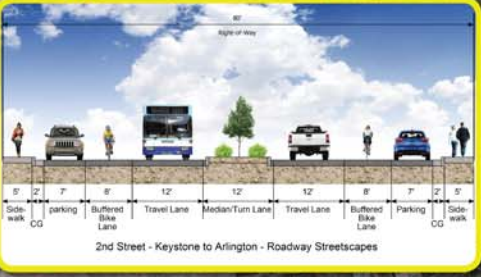 80'
Right-of-Way
5' 2' 7' 8' 12' 12' 12' 8' 7' 2' 5'
Side-walk CG parking Buffered Bike Lane Travel Lane Median/Turn Lane Travel Lane Buffered Bike Lane Parking CG Side-walk
2nd Street - Keystone to Arlington - Roadway Streetscapes